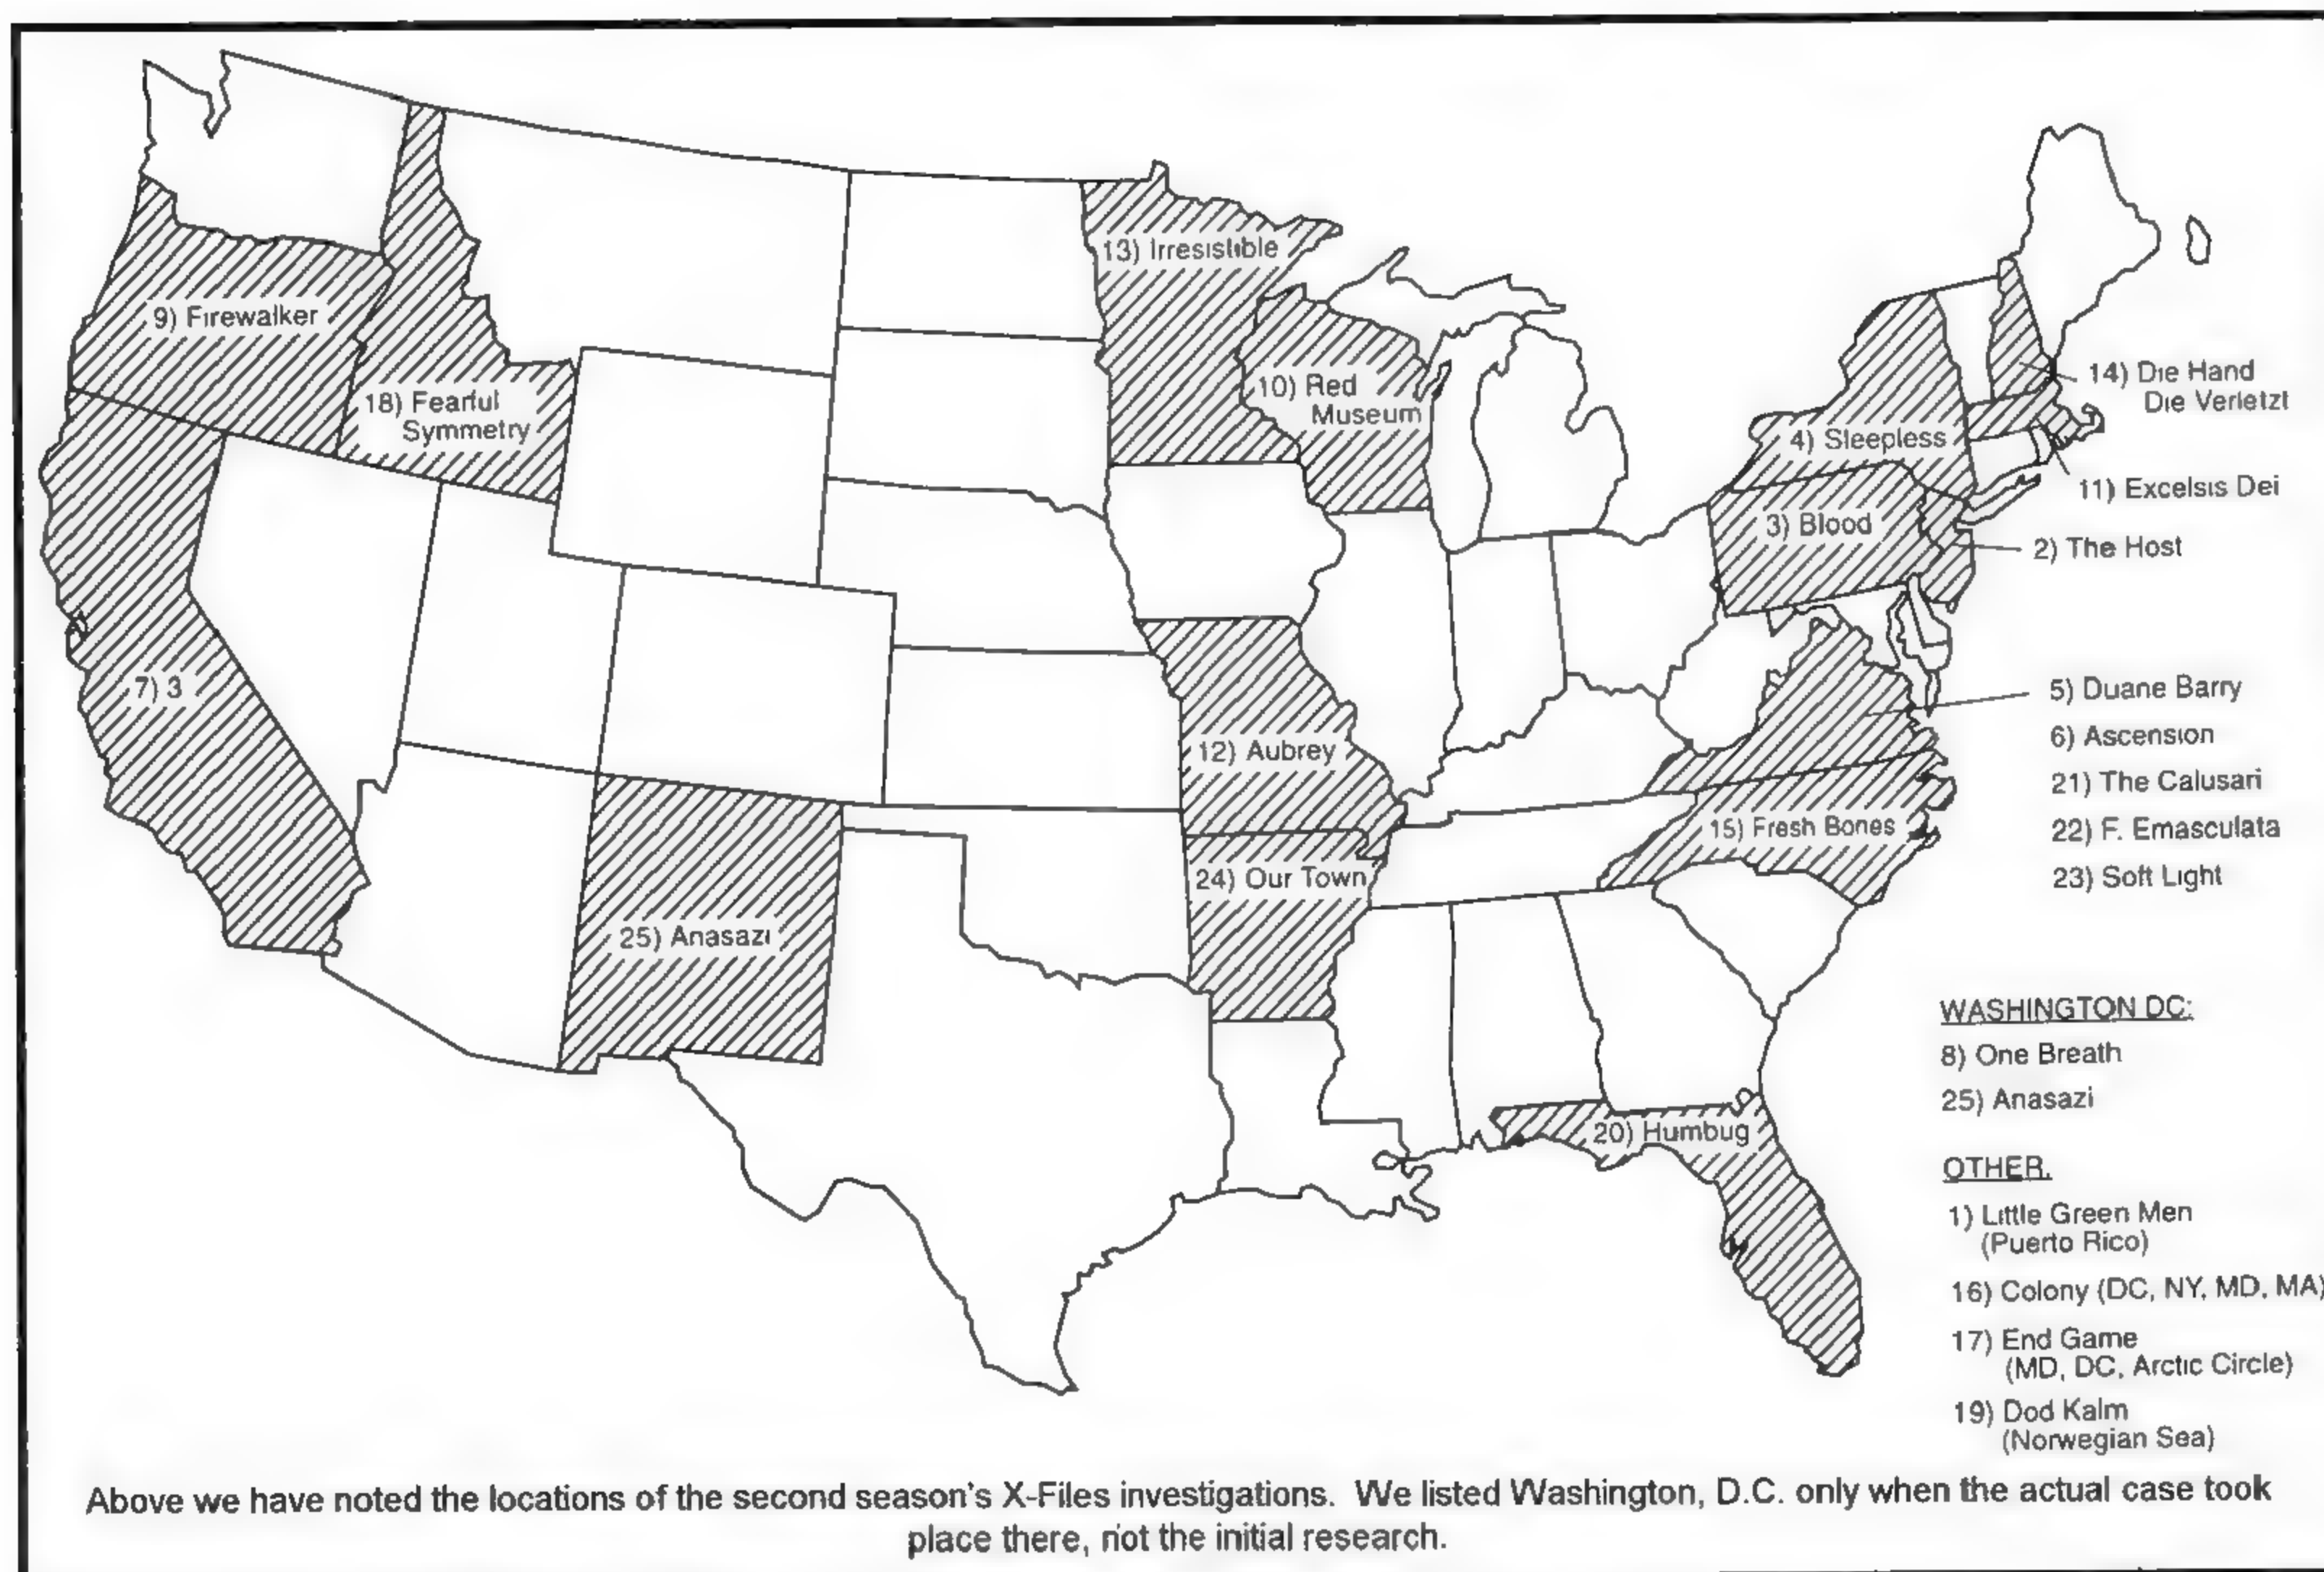 13) Irresistible
9) Firewalker
14) Die Hand
Die Verletzt
10) Red
Museum
18) Fearful
Symmetry
4) Sleepless
11) Excelsis Dei
3) Blood
2) The Host
7) 3
5) Duane Barry
6) Ascension
12) Aubrey
21) The Calusari
22) F. Emasculata
15) Fresh Bones
24) Our Town
23) Soft Light
25) Anasazi
WASHINGTON DC:
8) One Breath
25) Anasazi
20) Humbug
OTHER.
1) Little Green Men
(Puerto Rico)
16) Colony (DC, NY, MD, MA)
17) End Game
(MD, DC, Arctic Circle)
19) Dod Kalm
(Norwegian Sea)
Above we have noted the locations of the second season's X-Files investigations. We listed Washington, D.C. only when the actual case took
place there, not the initial research.